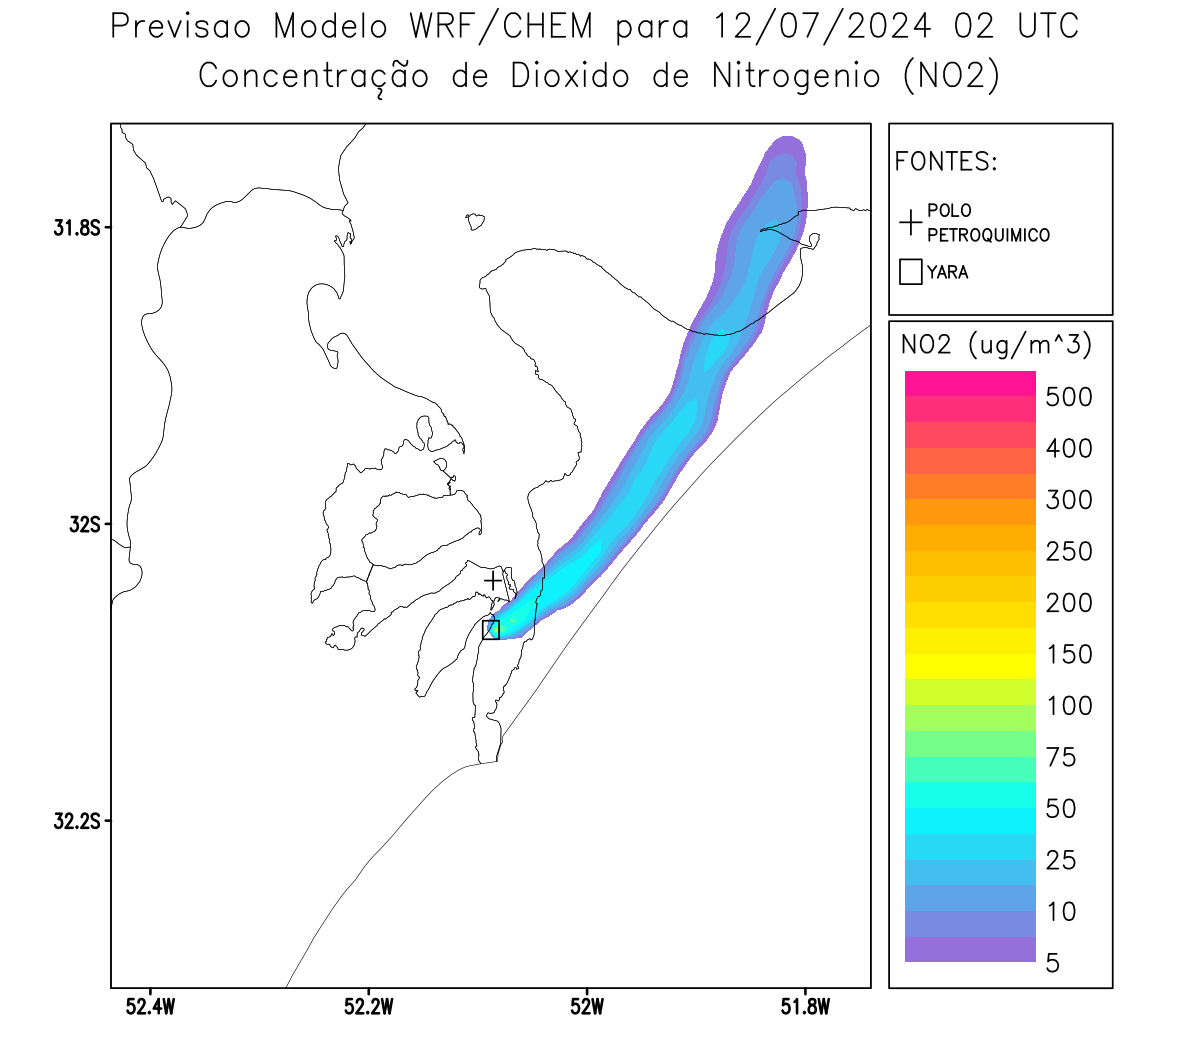 Previsao Modelo WRF/CHEM para 12/07/2024 02 UTC
Concentração de Dioxido de Nitrogenio (NO2)
FONTES:
POLO
PETROQUIMICO
YARA
NO2 (ug/m^3)
500
400
300
250
200
150
100
75
50
25
10
5
31.8S
32S
32.2S
52.4W
52.2W
52W
51.8W